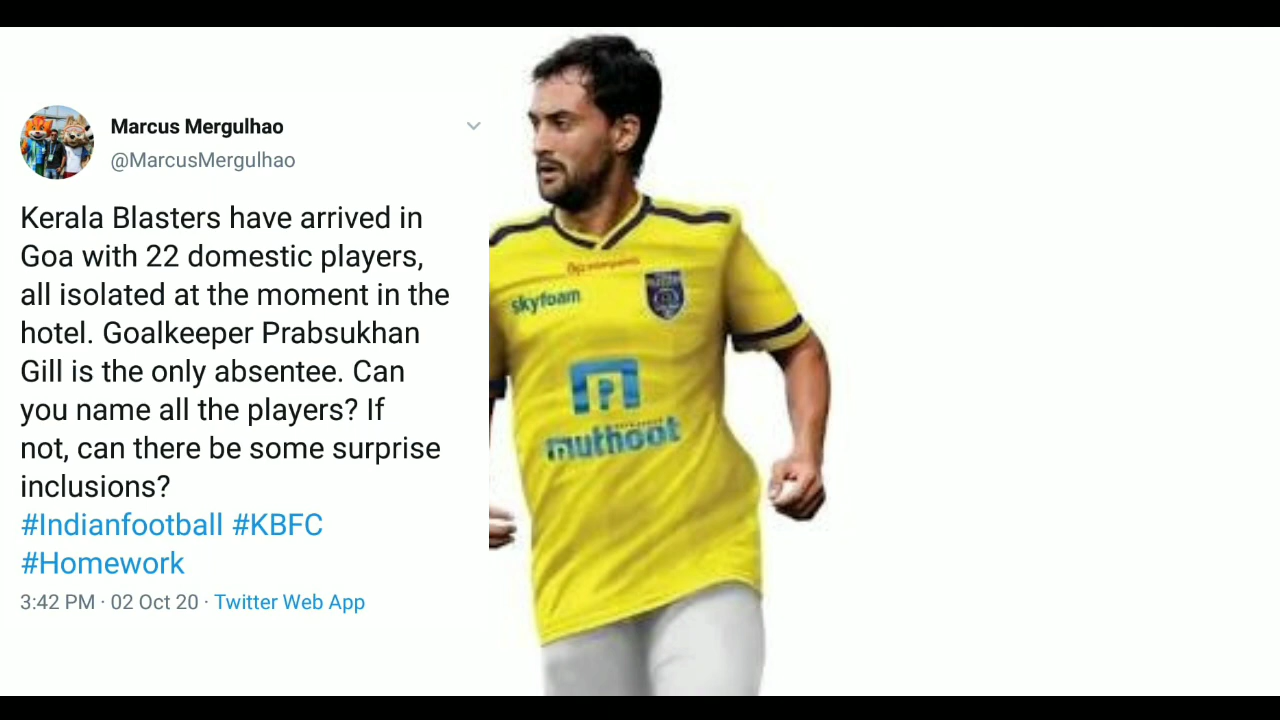 Marcus Mergulhao
@MarcusMergulhao
Kerala Blasters have arrived in
Goa with 22 domestic players,
all isolated at the moment in the
hotel. Goalkeeper Prabsukhan
Gill is the only absentee. Can
you name all the players? If
not, can there be some surprise
inclusions?
#Indianfootball #KBFC
#Homework
3:42 PM · 02 Oct 20 · Twitter Web App
skyfoam
muthoot